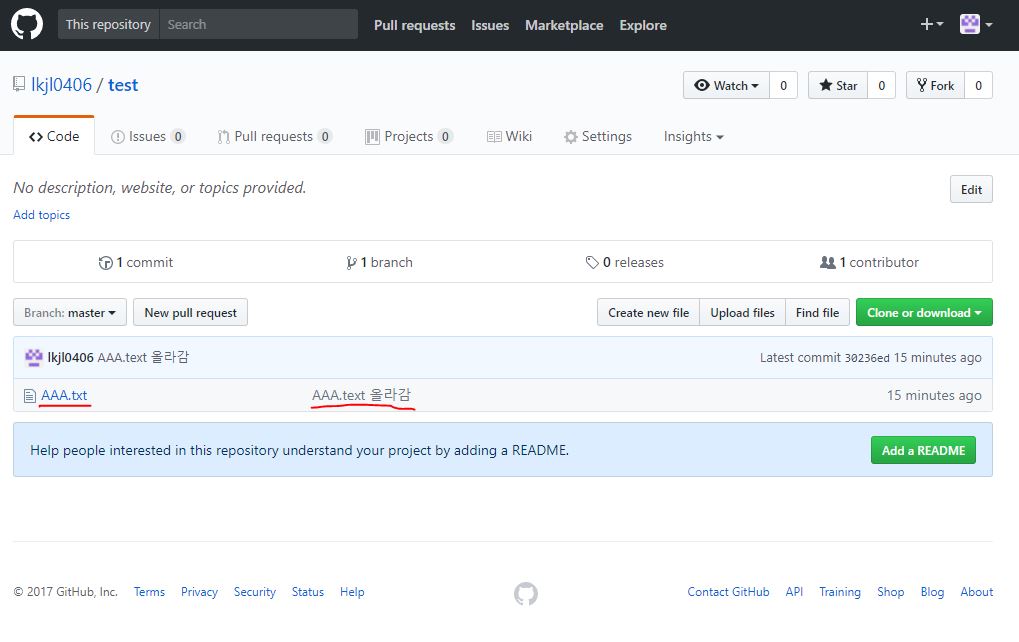 This repository Search Pull requests Issues Marketplace Explore
lkjl0406 / test Watch 0 Star 0 Fork 0
Code Issues 0 Pull requests 0 Projects 0 Wiki Settings Insights
No description, website, or topics provided. Edit
Add topics
1 commit 1 branch 0 releases 1 contributor
Branch: master New pull request Create new file Upload files Find file Clone or download
lkjl0406 AAA.text 올라감 Latest commit 30236ed 15 minutes ago
AAA.txt AAA.text 올라감 15 minutes ago
Help people interested in this repository understand your project by adding a README. Add a README
© 2017 GitHub, Inc. Terms Privacy Security Status Help Contact GitHub API Training Shop Blog About